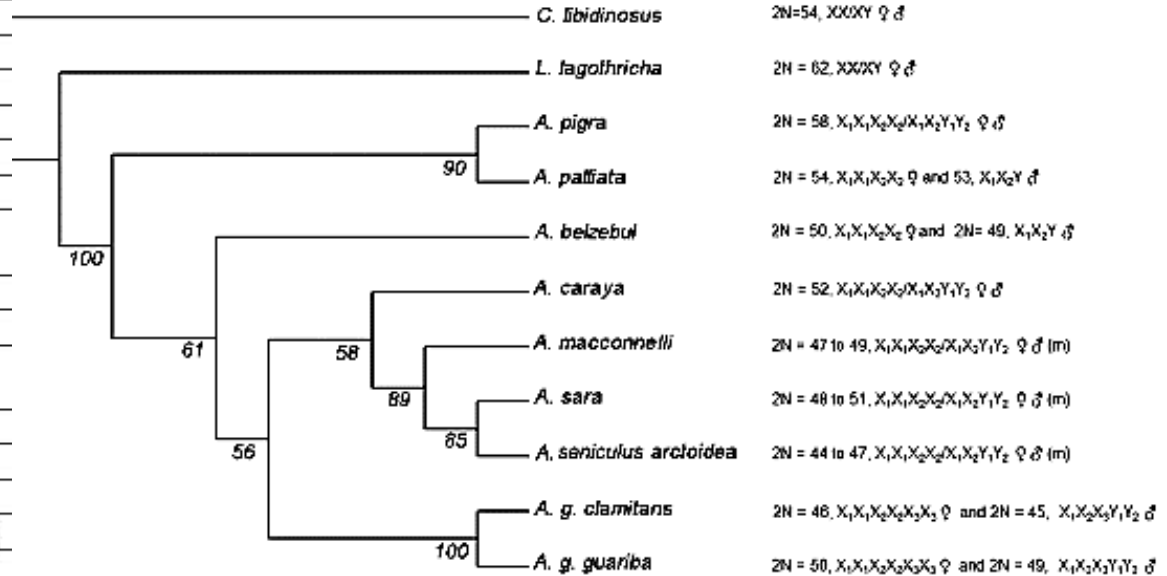 C. libidinosus 2N=54, XX/XY ♀ ♂
L. lagothricha 2N = 62, XX/XY ♀ ♂
A. pigra 2N = 58, X₁X₁X₂X₂/X₁X₂Y₁Y₂ ♀ ♂
90
A. palliata 2N = 54, X₁X₁X₂X₂ ♀ and 53, X₁X₂Y ♂
A. belzebul 2N = 50, X₁X₁X₂X₂ ♀ and 2N= 49, X₁X₂Y ♂
100
A. caraya 2N = 52, X₁X₁X₂X₂/X₁X₂Y₁Y₂ ♀ ♂
61
58
A. macconnelli 2N = 47 to 49, X₁X₁X₂X₂/X₁X₂Y₁Y₂ ♀ ♂ (m)
89
A. sara 2N = 48 to 51, X₁X₁X₂X₂/X₁X₂Y₁Y₂ ♀ ♂ (m)
56
85
A. seniculus arctoidea 2N = 44 to 47, X₁X₁X₂X₂/X₁X₂Y₁Y₂ ♀ ♂ (m)
A. g. clamitans 2N = 46, X₁X₁X₂X₂X₃X₃ ♀ and 2N = 45, X₁X₂X₃Y₁Y₂ ♂
100
A. g. guariba 2N = 50, X₁X₁X₂X₂X₃X₃ ♀ and 2N = 49, X₁X₂X₃Y₁Y₂ ♂